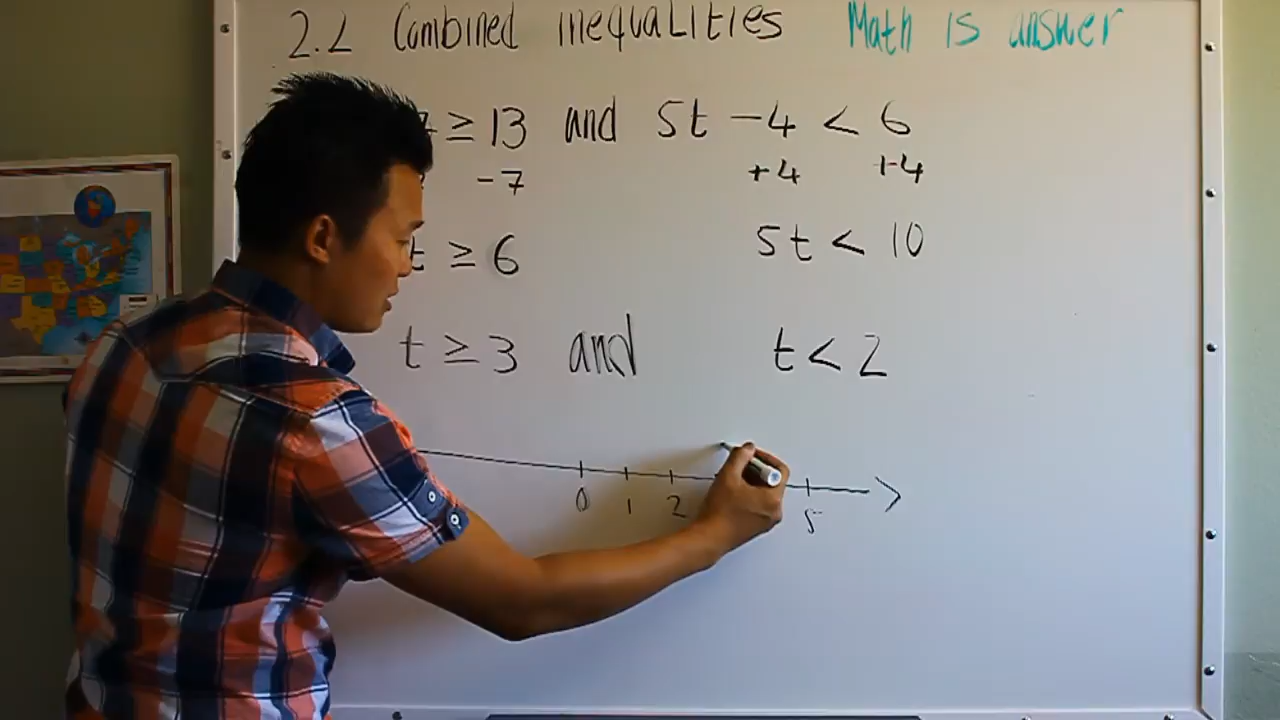 2.2 Combined inequalities Math is answer
≥ 13 and 5t - 4 < 6
- 7 + 4 + 4
t ≥ 6 5t < 10
t ≥ 3 and t < 2
0 1 2 5